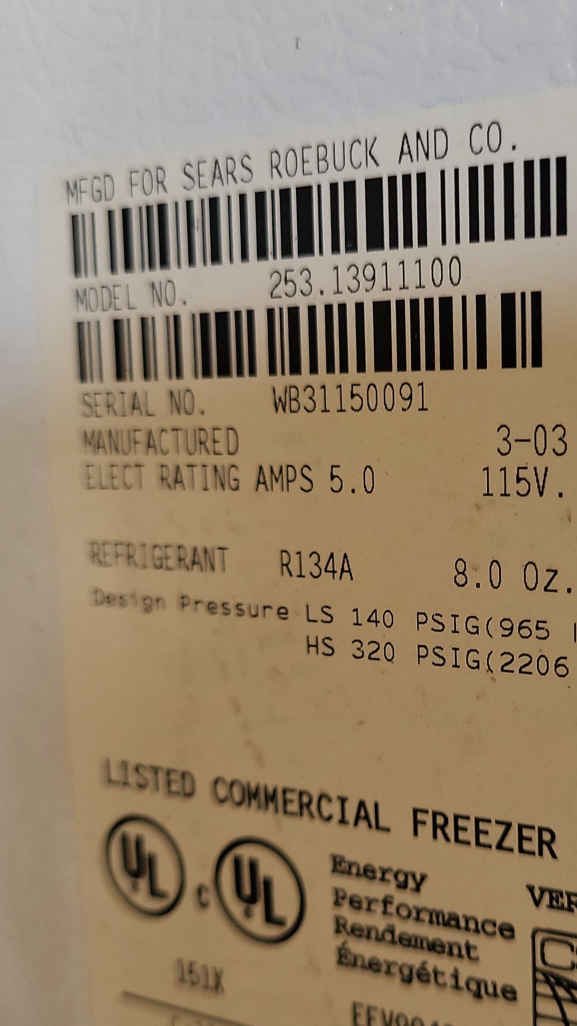 MFGD FOR SEARS ROEBUCK AND CO.
MODEL NO. 253.13911100
SERIAL NO. WB31150091
MANUFACTURED 3-03
ELECT RATING AMPS 5.0 115V.
REFRIGERANT R134A 8.0 Oz.
Design Pressure LS 140 PSIG(965
HS 320 PSIG(2206
LISTED COMMERCIAL FREEZER
UL C UL
Energy
Performance
Rendement
Énergétique
VER
151X